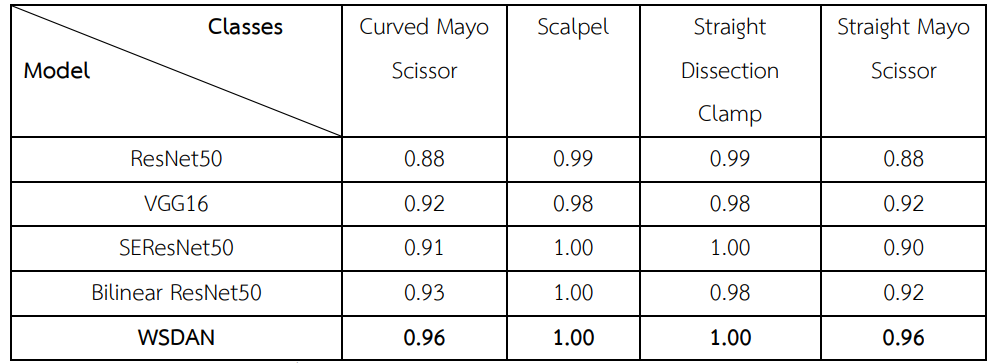 Classes
Model
Curved Mayo
Scissor
Scalpel
Straight
Dissection
Clamp
Straight Mayo
Scissor
ResNet50 0.88 0.99 0.99 0.88
VGG16 0.92 0.98 0.98 0.92
SEResNet50 0.91 1.00 1.00 0.90
Bilinear ResNet50 0.93 1.00 0.98 0.92
WSDAN 0.96 1.00 1.00 0.96